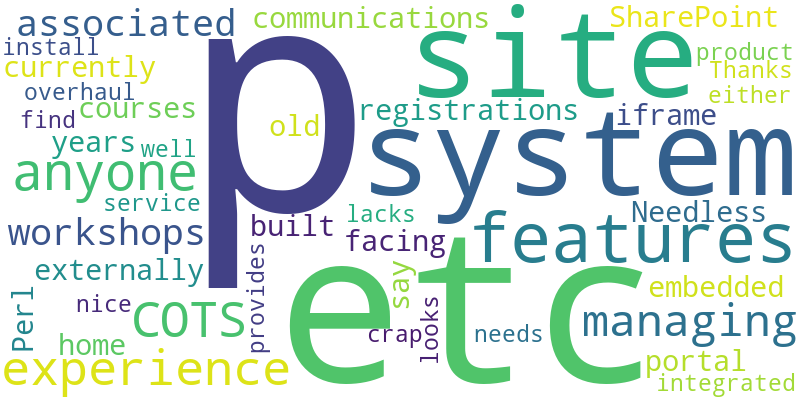 associated
communications
SharePoint
install
p
site
product
currently
Thanks
overhaul
courses
either
find
old
registrations
iframe
years
well
system
anyone
service
lacks
Needless
workshops
built
features
facing
externally
etc
say
embedded
Perl
nice
provides
COTS
crap
looks
needs
managing
home
portal
experience
integrated